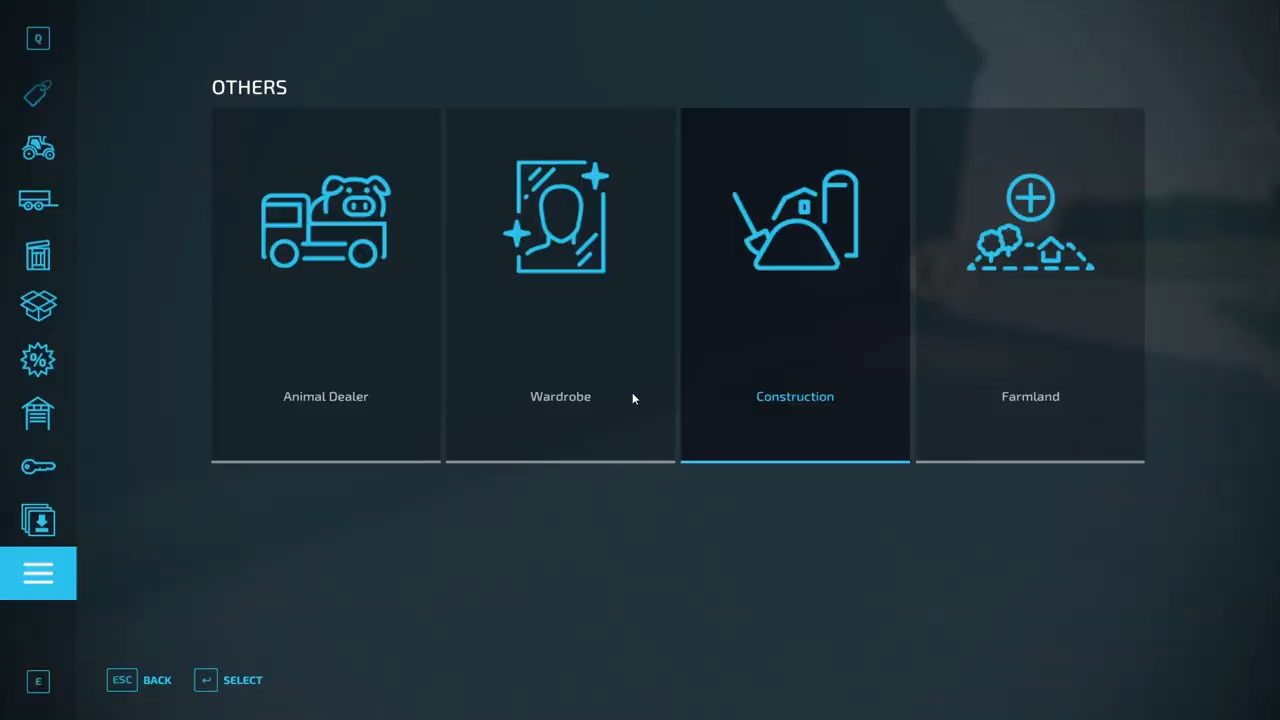 Q
OTHERS
%
Animal Dealer
Wardrobe
Construction
Farmland
E
ESC BACK
SELECT